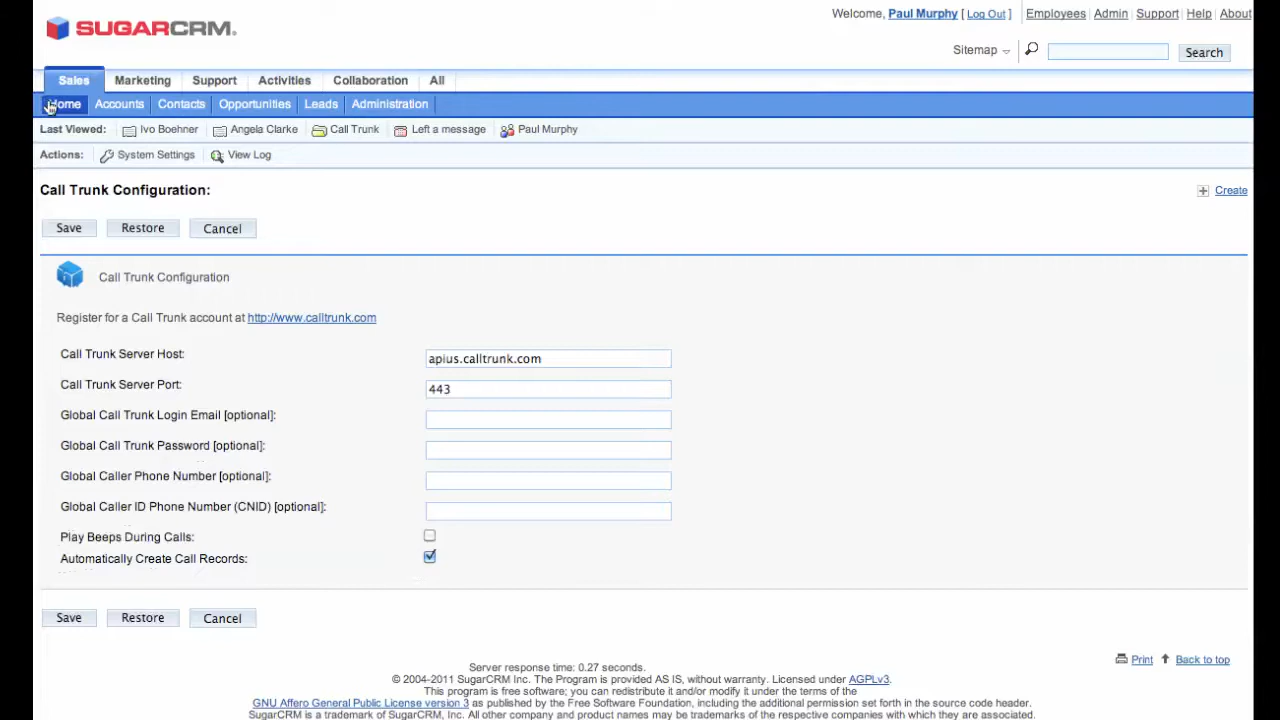 SUGARCRM.
Welcome, Paul Murphy [ Log Out ] Employees Admin Support Help About
Sitemap Search
Sales Marketing Support Activities Collaboration All
Home Accounts Contacts Opportunities Leads Administration
Last Viewed: Ivo Boehner Angela Clarke Call Trunk Left a message Paul Murphy
Actions: System Settings View Log
Call Trunk Configuration: Create
Save Restore Cancel
Call Trunk Configuration
Register for a Call Trunk account at http://www.calltrunk.com
Call Trunk Server Host: apius.calltrunk.com
Call Trunk Server Port: 443
Global Call Trunk Login Email [optional]:
Global Call Trunk Password [optional]:
Global Caller Phone Number [optional]:
Global Caller ID Phone Number (CNID) [optional]:
Play Beeps During Calls:
Automatically Create Call Records:
Save Restore Cancel
Print Back to top
Server response time: 0.27 seconds.
© 2004-2011 SugarCRM Inc. The Program is provided AS IS, without warranty. Licensed under AGPLv3.
This program is free software; you can redistribute it and/or modify it under the terms of the
GNU Affero General Public License version 3 as published by the Free Software Foundation, including the additional permission set forth in the source code header.
SugarCRM is a trademark of SugarCRM, Inc. All other company and product names may be trademarks of the respective companies with which they are associated.